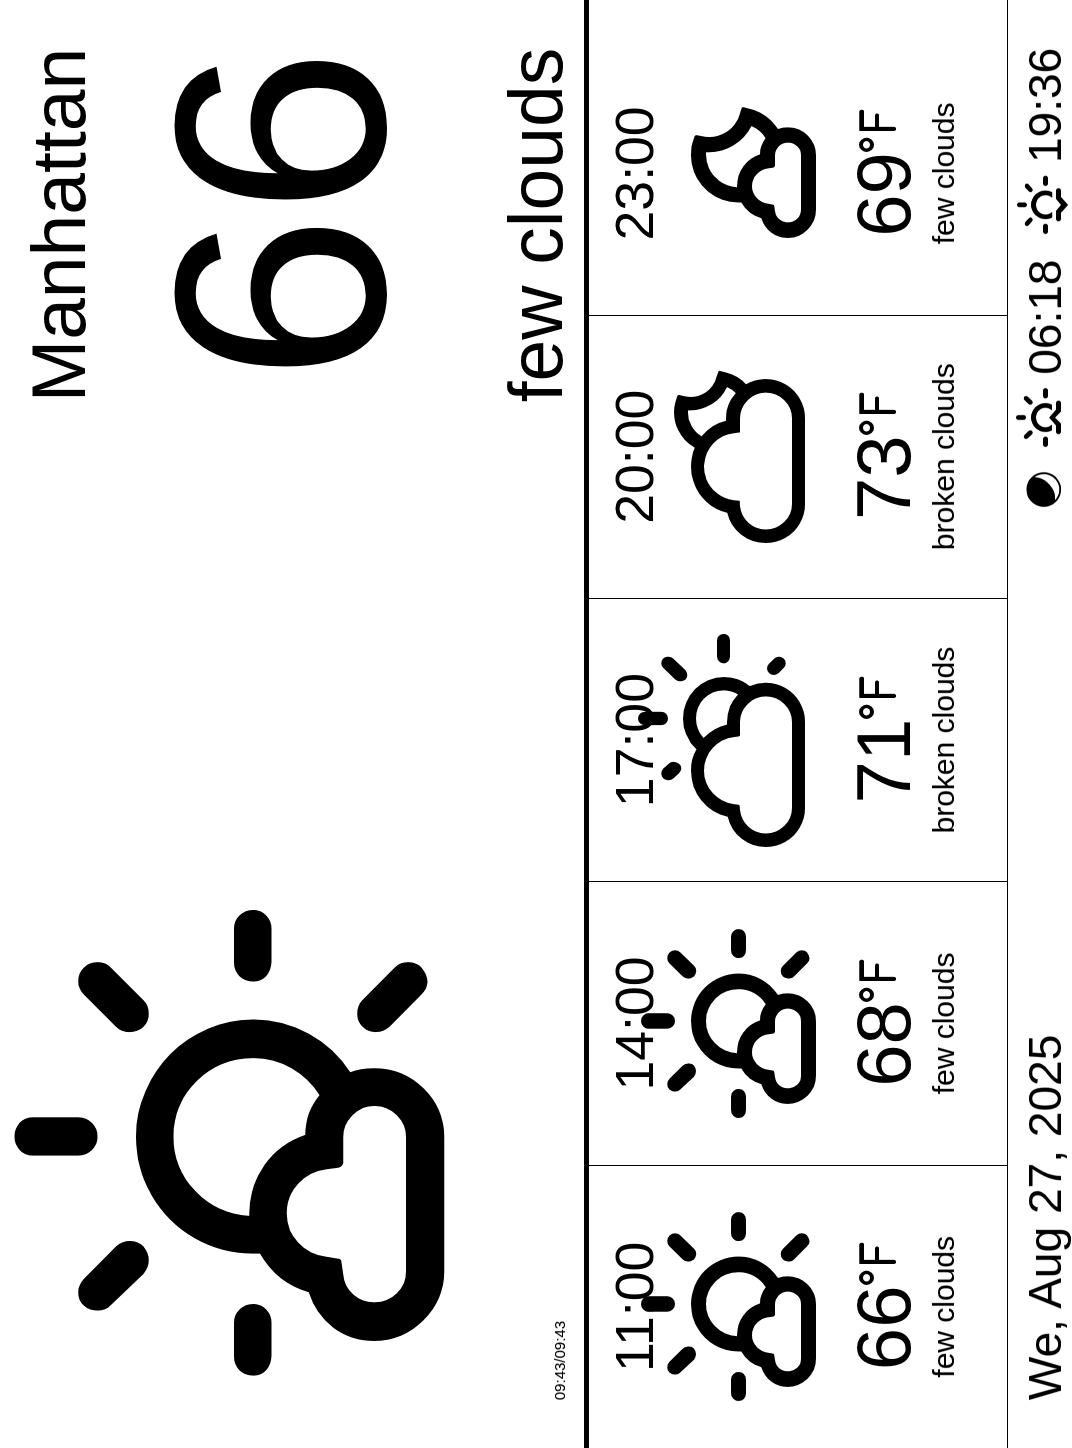 Manhattan
66
few clouds
09:43/09:43
11:00
66°F
few clouds
14:00
68°F
few clouds
17:00
71°F
broken clouds
20:00
73°F
broken clouds
23:00
69°F
few clouds
We, Aug 27, 2025
06:18 19:36